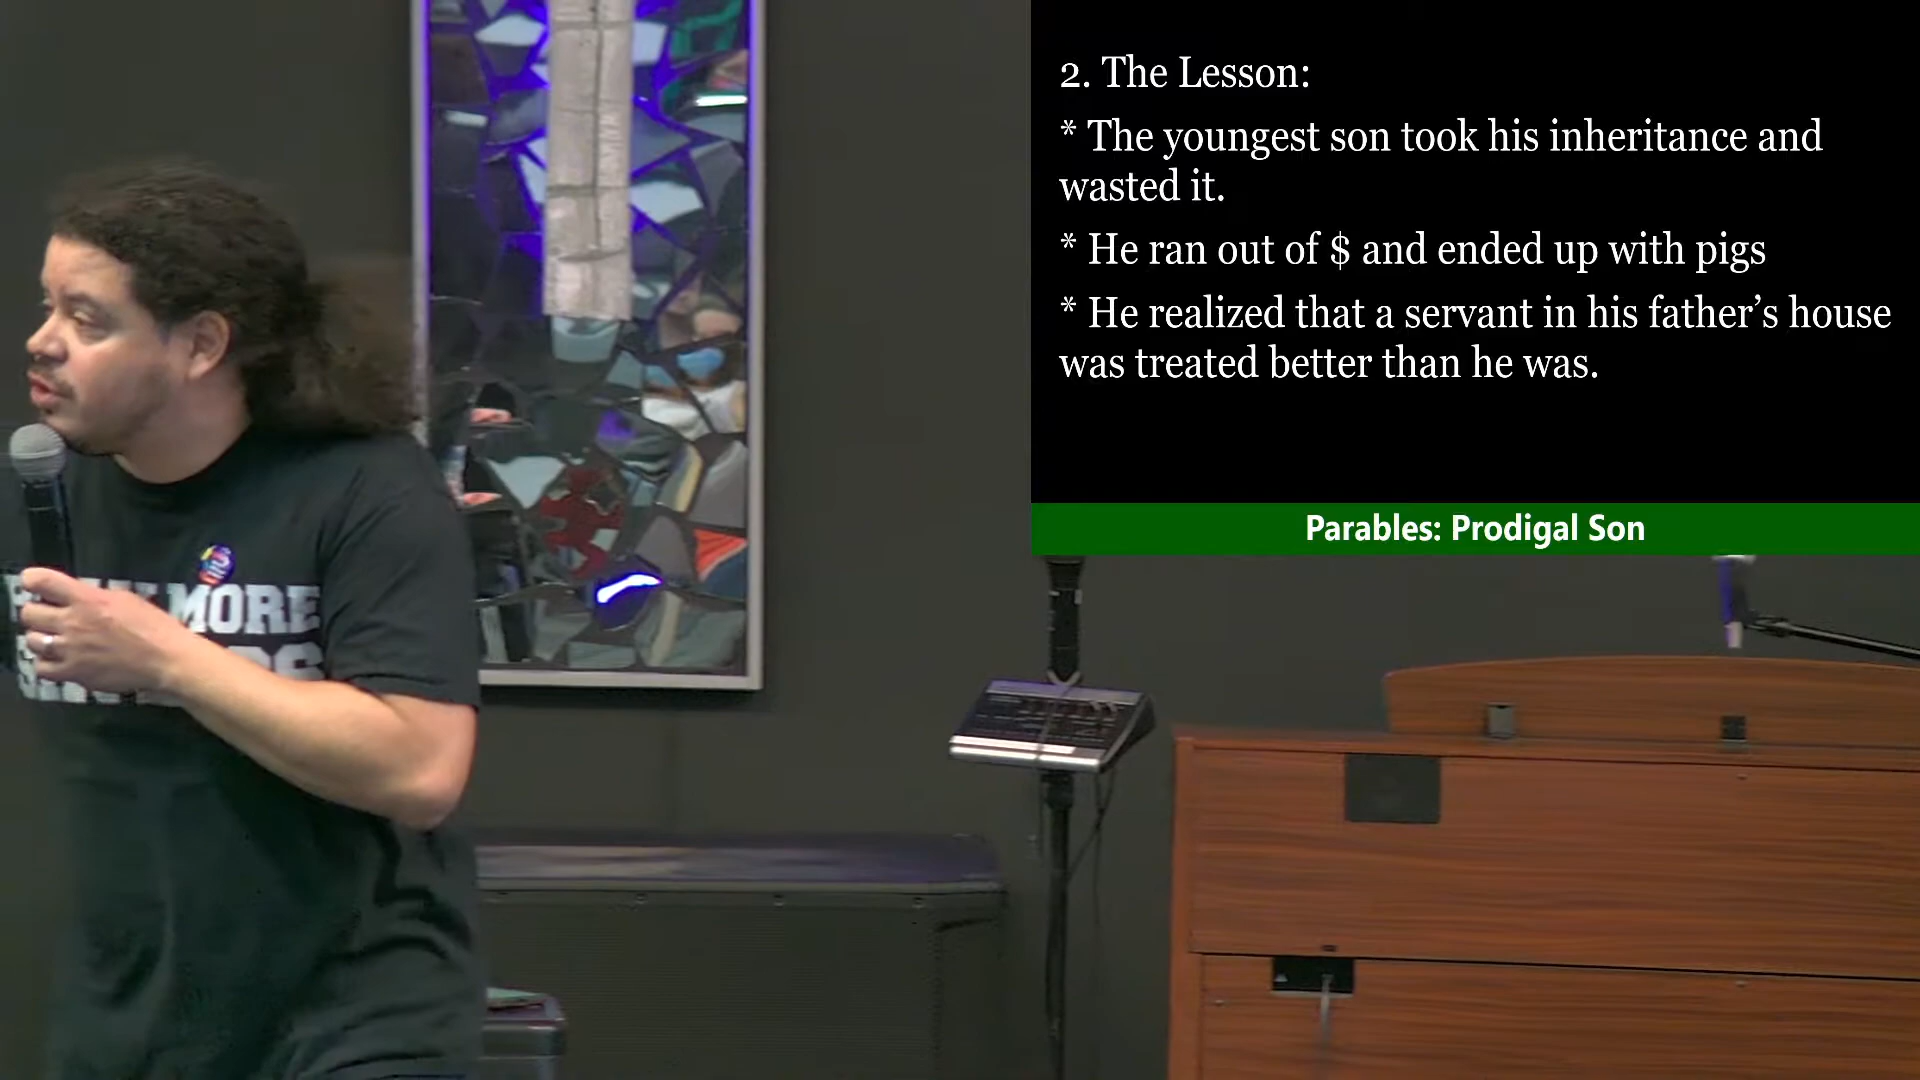 2. The Lesson:
* The youngest son took his inheritance and
wasted it.
* He ran out of $ and ended up with pigs
* He realized that a servant in his father’s house
was treated better than he was.
Parables: Prodigal Son
MORE